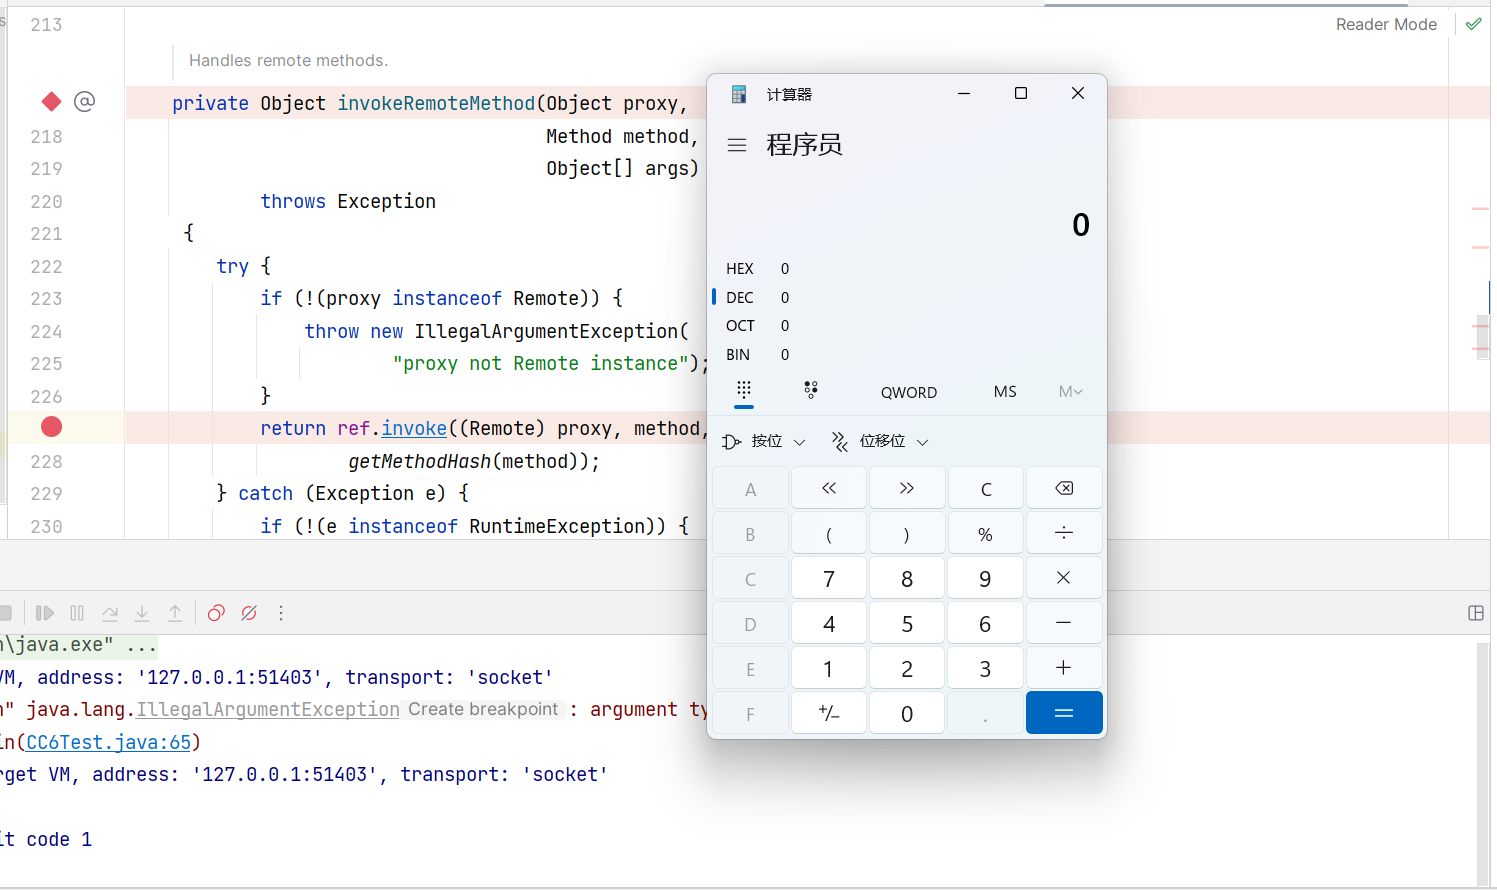 213
Reader Mode
Handles remote methods.
private Object invokeRemoteMethod(Object proxy,
218 Method method,
219 Object[] args)
220 throws Exception
221 {
222 try {
223 if (!(proxy instanceof Remote)) {
224 throw new IllegalArgumentException(
225 "proxy not Remote instance");
226 }
return ref.invoke((Remote) proxy, method,
228 getMethodHash(method));
229 } catch (Exception e) {
230 if (!(e instanceof RuntimeException)) {
计算器
程序员
0
HEX 0
DEC 0
OCT 0
BIN 0
QWORD MS M
按位 位移位
A << >> C
B ( ) % ÷
C 7 8 9 ×
D 4 5 6 −
E 1 2 3 +
F +/− 0 . =
\java.exe" ...
VM, address: '127.0.0.1:51403', transport: 'socket'
" java.lang.IllegalArgumentException Create breakpoint : argument ty
in(CC6Test.java:65)
rget VM, address: '127.0.0.1:51403', transport: 'socket'
it code 1